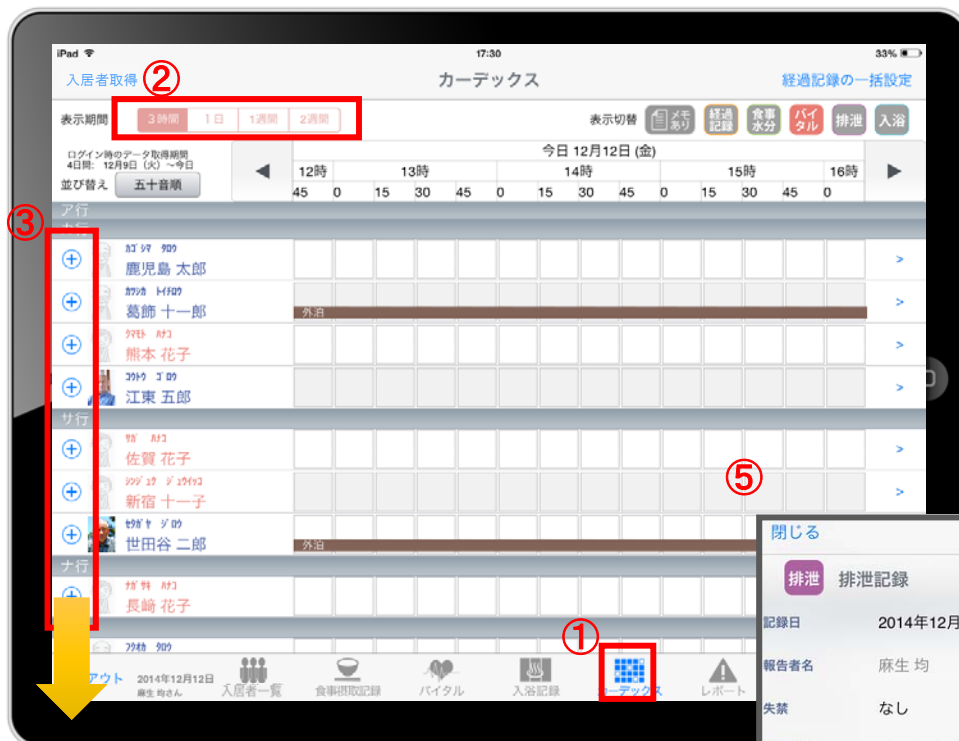 iPad 17:30 33%
入居者取得 ② カーデックス 経過記録の一括設定
表示期間 3時間 1日 1週間 2週間 表示切替 メモあり 経過記録 食事水分 バイタル 排泄 入浴
ログイン時のデータ取得期間
4日間: 12月9日 (火) ~今日
今日 12月12日 (金)
並び替え 五十音順 ◀ 12時 13時 14時 15時 16時 ▶
45 0 15 30 45 0 15 30 45 0 15 30 45 0
ア行
カ行
③
カゴシマ タロウ
鹿児島 太郎 >
カツシカ トイチロウ
葛飾 十一郎 外泊 >
クマモト ハナコ
熊本 花子 >
コウトウ ゴロウ
江東 五郎 >
サ行
サガ ハナコ
佐賀 花子 >
⑤
シンジュク ジュウイッコ
新宿 十一子 >
セタガヤ ジロウ
世田谷 二郎 外泊
ナ行
ナガサキ ハナコ
長崎 花子
フクオカ タロウ
①
アウト 2014年12月12日
麻生 均さん
入居者一覧 食事摂取記録 バイタル 入浴記録 カーデックス レポート
閉じる
排泄 排泄記録
記録日 2014年12月
報告者名 麻生 均
失禁 なし